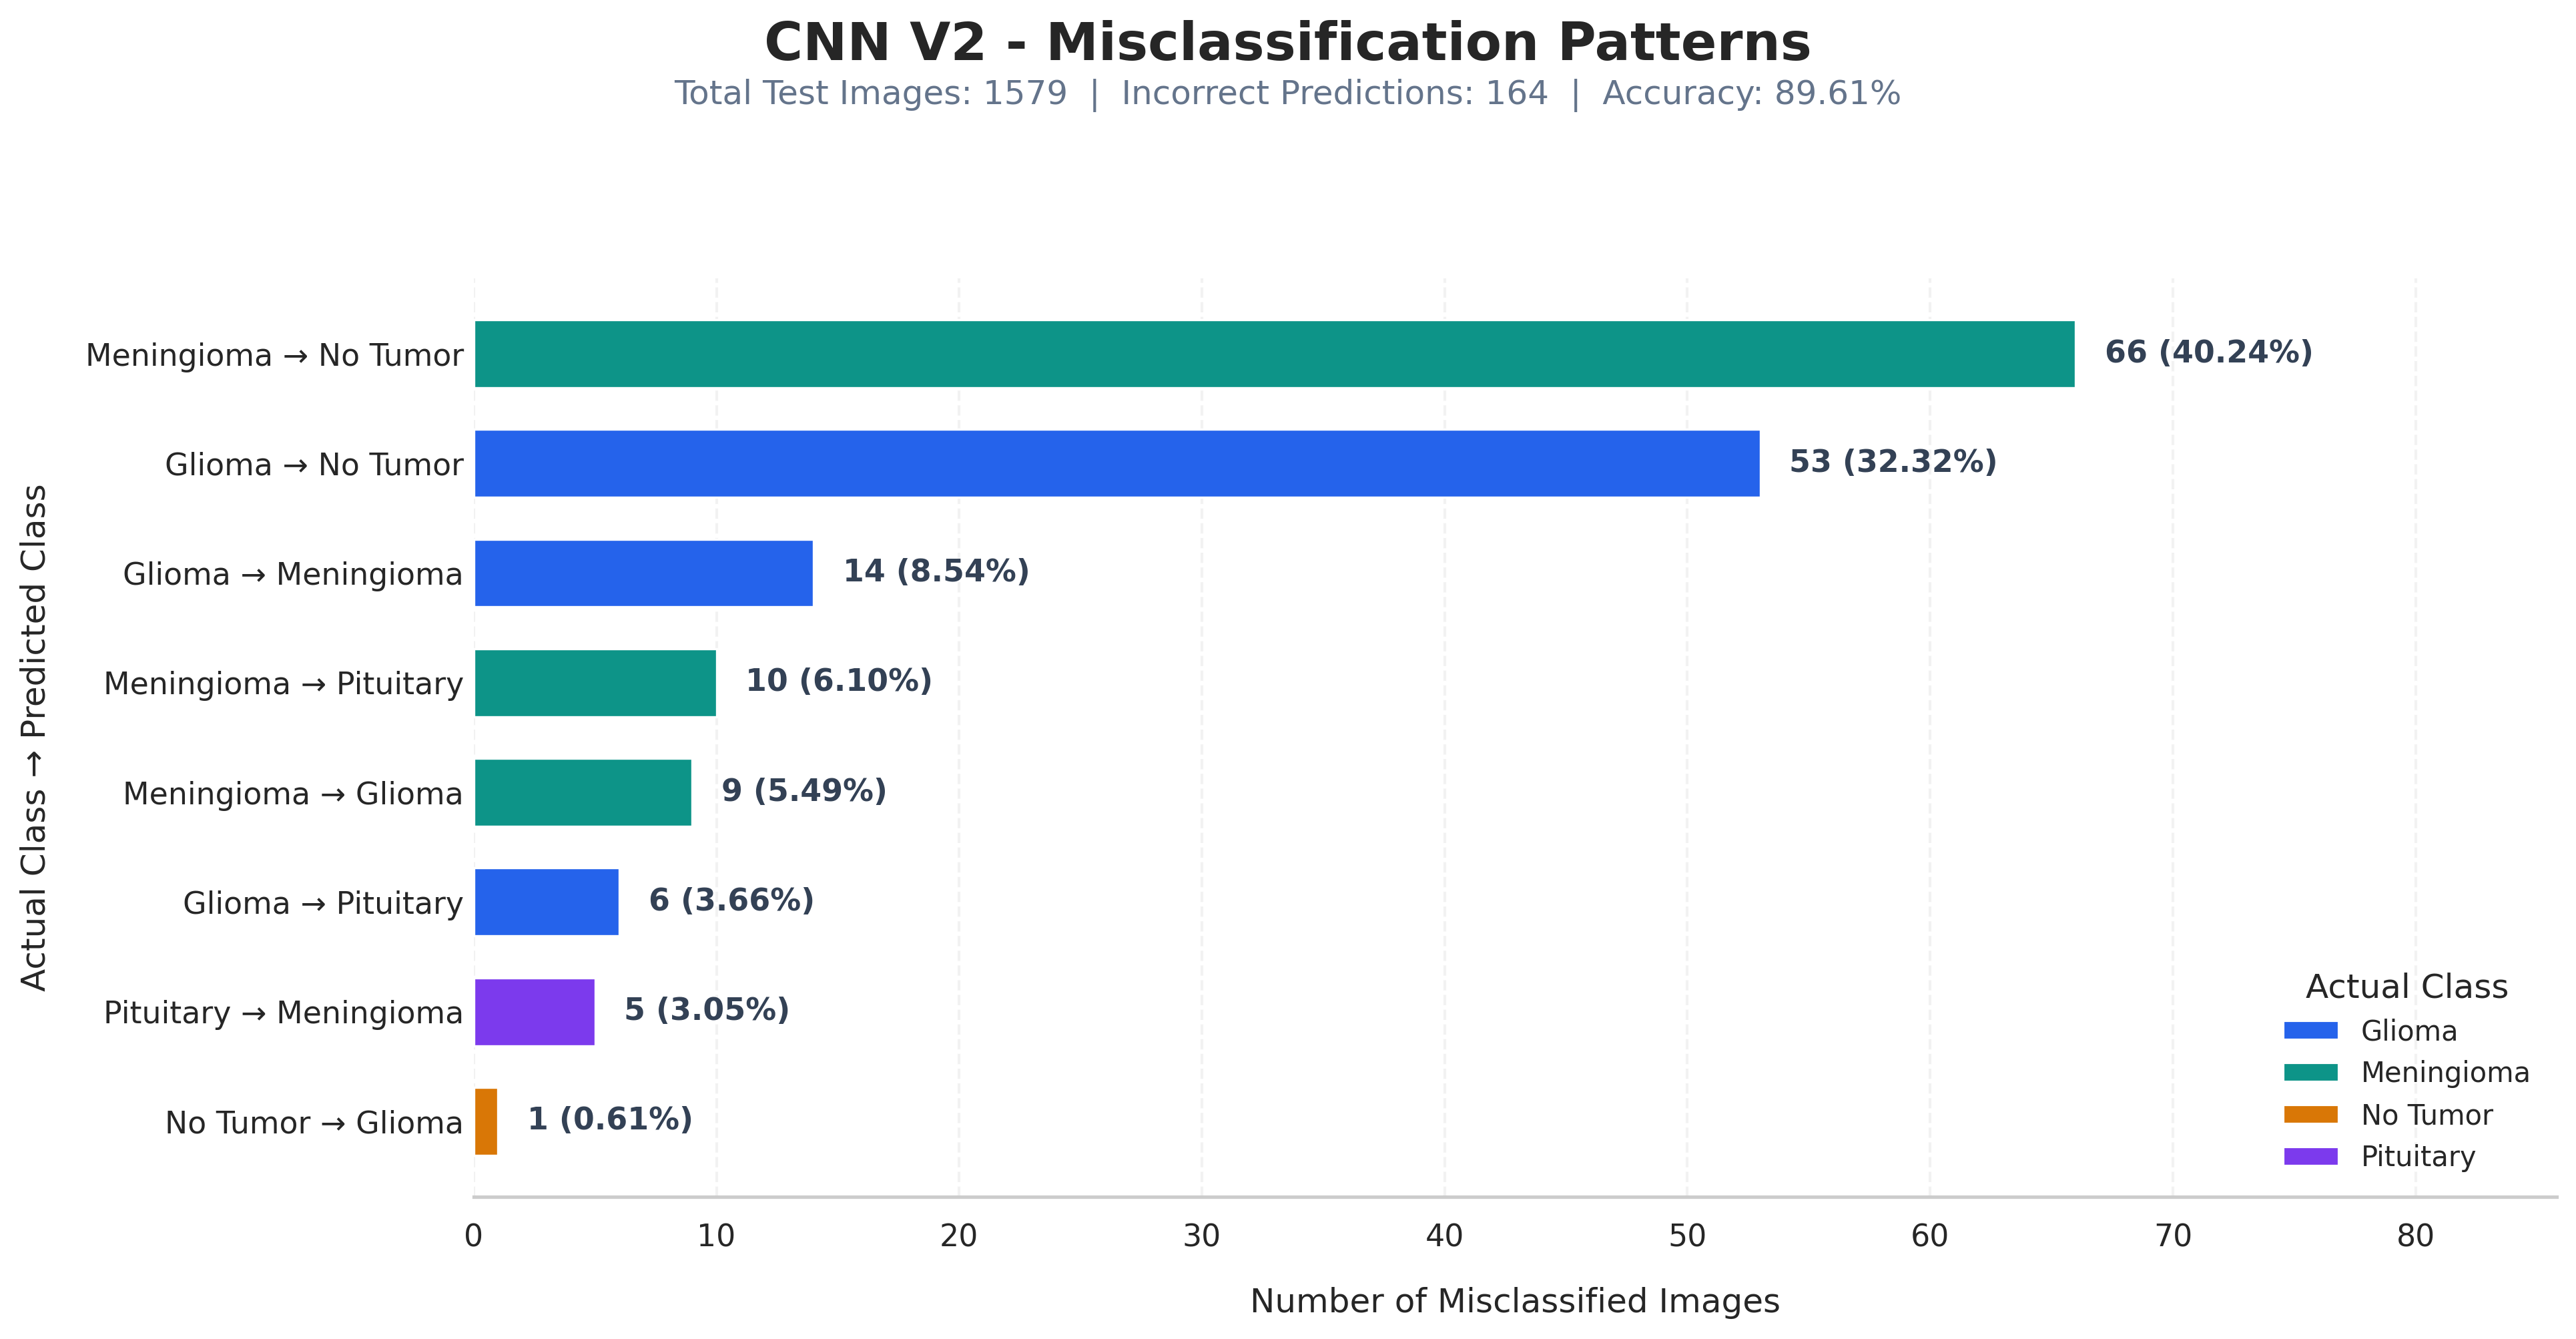 CNN V2 - Misclassification Patterns
Total Test Images: 1579 | Incorrect Predictions: 164 | Accuracy: 89.61%
Actual Class → Predicted Class
Meningioma → No Tumor
66 (40.24%)
Glioma → No Tumor
53 (32.32%)
Glioma → Meningioma
14 (8.54%)
Meningioma → Pituitary
10 (6.10%)
Meningioma → Glioma
9 (5.49%)
Glioma → Pituitary
6 (3.66%)
Pituitary → Meningioma
5 (3.05%)
No Tumor → Glioma
1 (0.61%)
Actual Class
Glioma
Meningioma
No Tumor
Pituitary
0 10 20 30 40 50 60 70 80
Number of Misclassified Images